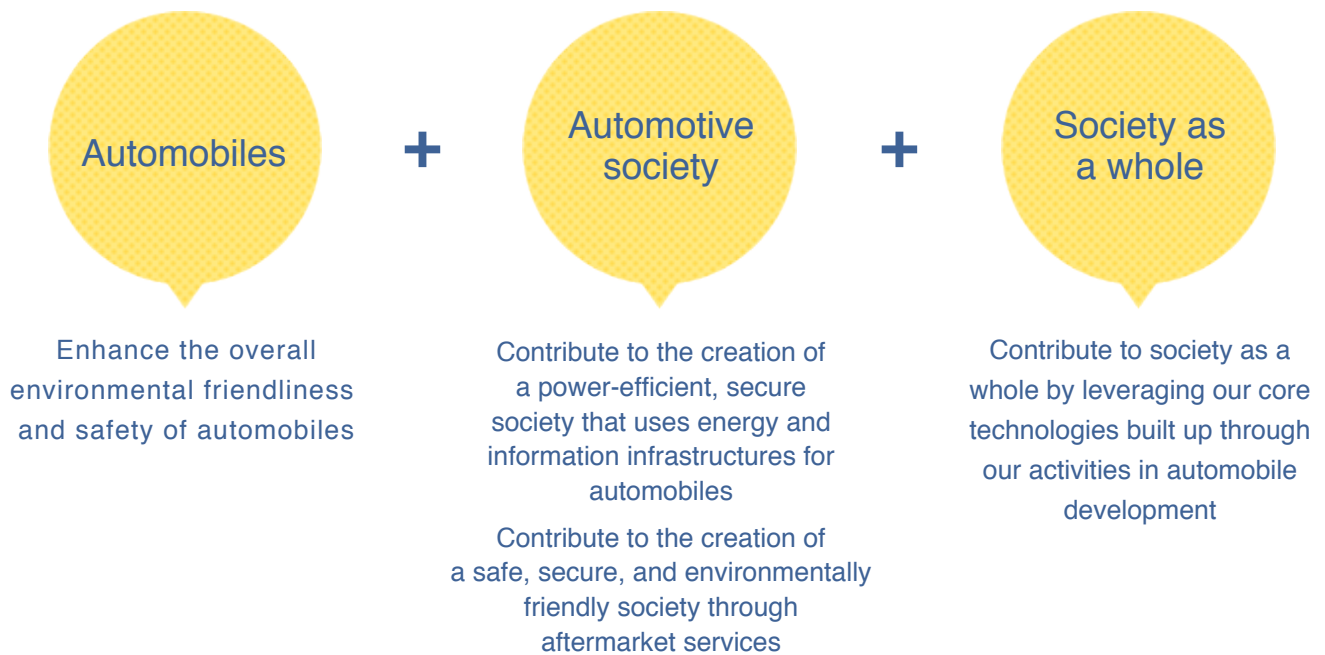 Automobiles
+
Automotive
society
+
Society as
a whole
Enhance the overall
environmental friendliness
and safety of automobiles
Contribute to the creation of
a power-efficient, secure
society that uses energy and
information infrastructures for
automobiles
Contribute to the creation of
a safe, secure, and environmentally
friendly society through
aftermarket services
Contribute to society as a
whole by leveraging our core
technologies built up through
our activities in automobile
development